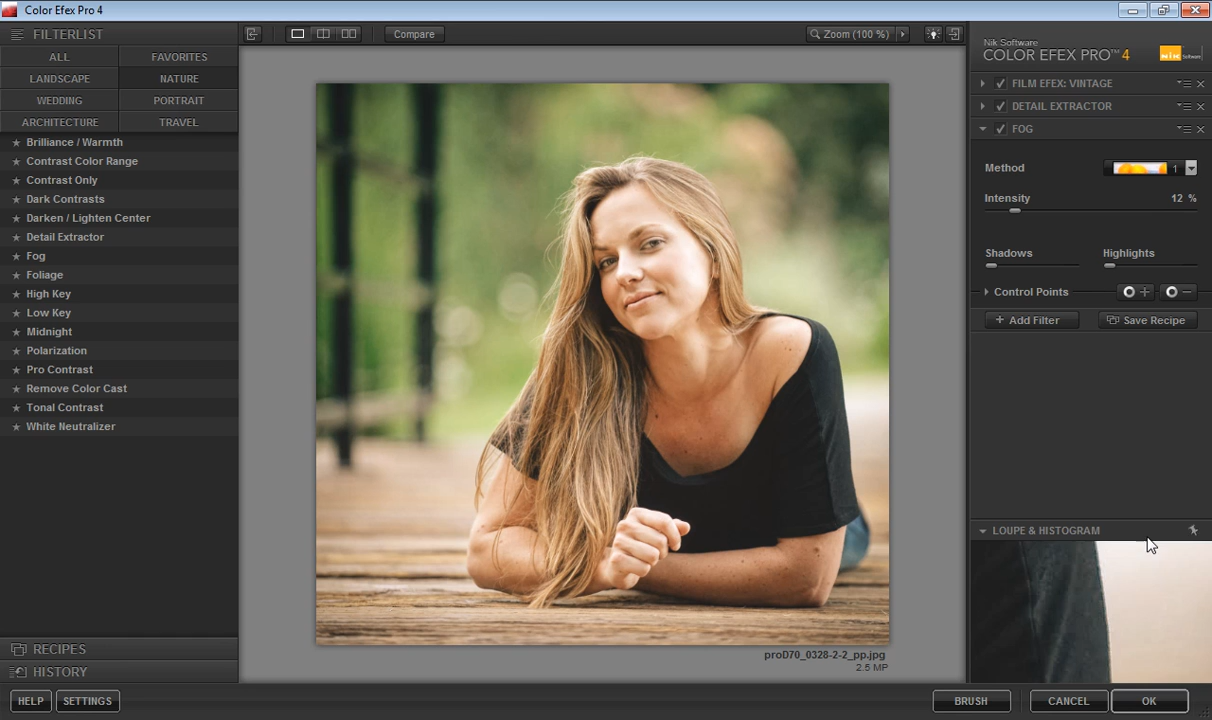 Color Efex Pro 4
FILTERLIST
ALL
FAVORITES
LANDSCAPE
NATURE
WEDDING
PORTRAIT
ARCHITECTURE
TRAVEL
Brilliance / Warmth
Contrast Color Range
Contrast Only
Dark Contrasts
Darken / Lighten Center
Detail Extractor
Fog
Foliage
High Key
Low Key
Midnight
Polarization
Pro Contrast
Remove Color Cast
Tonal Contrast
White Neutralizer
RECIPES
HISTORY
HELP
SETTINGS
Compare
Zoom (100 %)
proD70_0328-2-2_pp.jpg
2.5 MP
Nik Software
COLOR EFEX PRO™ 4
Nik Software
FILM EFEX: VINTAGE
DETAIL EXTRACTOR
FOG
Method
1
Intensity
12 %
Shadows
Highlights
Control Points
+ Add Filter
Save Recipe
LOUPE & HISTOGRAM
BRUSH
CANCEL
OK